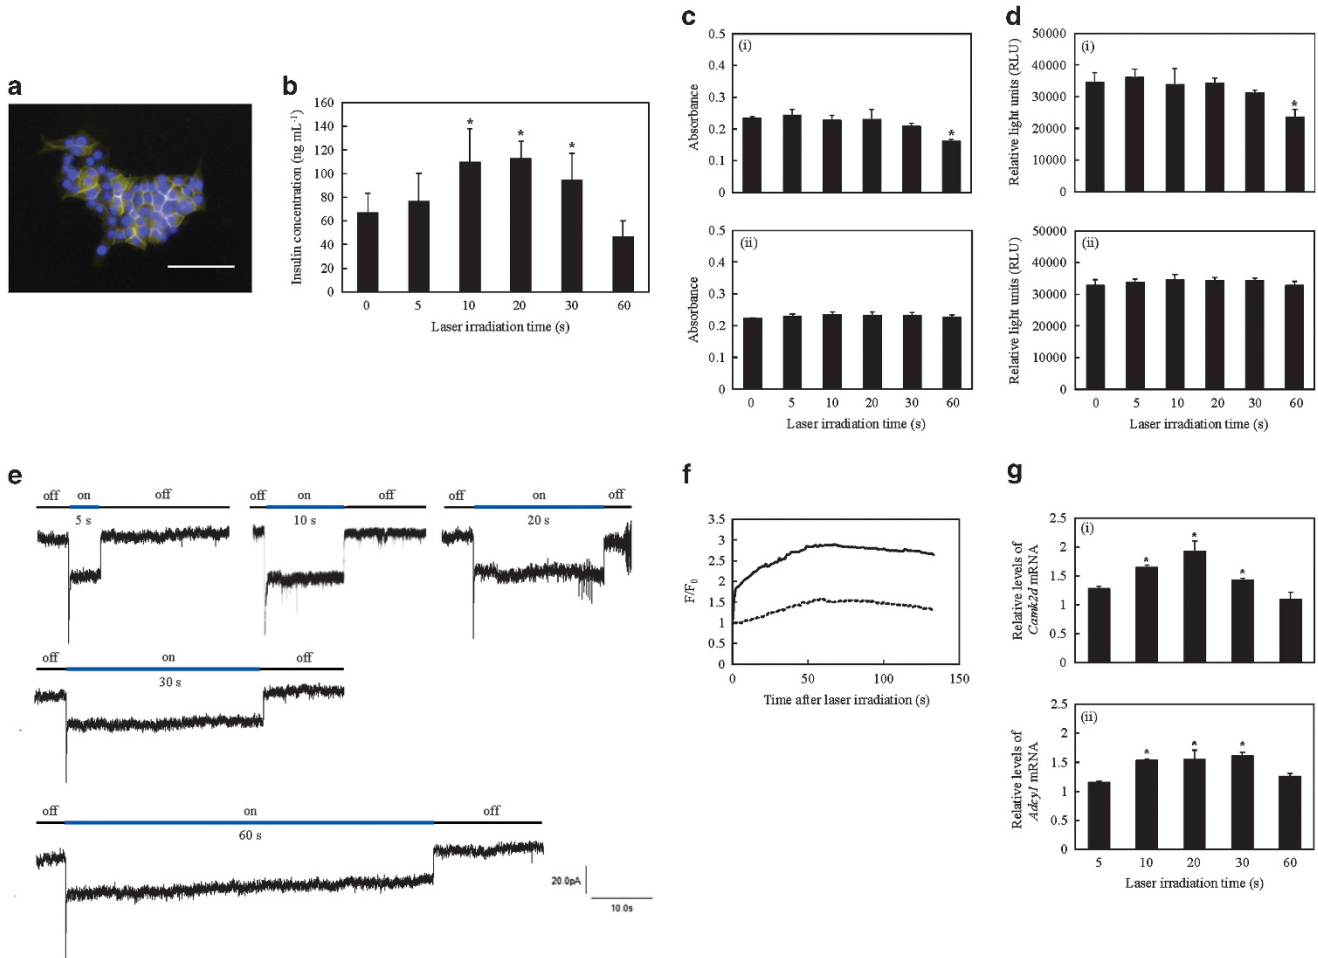 a
b
Insulin concentration (ng mL⁻¹)
160
140
120
100
80
60
40
20
0
*
*
*
0 5 10 20 30 60
Laser irradiation time (s)
c
(i)
Absorbance
0.5
0.4
0.3
0.2
0.1
0
*
(ii)
Absorbance
0.5
0.4
0.3
0.2
0.1
0
0 5 10 20 30 60
Laser irradiation time (s)
d
(i)
Relative light units (RLU)
50000
40000
30000
20000
10000
0
*
(ii)
Relative light units (RLU)
50000
40000
30000
20000
10000
0
0 5 10 20 30 60
Laser irradiation time (s)
e
off on off
5 s
off on off
10 s
off on off
20 s
off on off
30 s
off on off
60 s
20.0pA
10.0s
f
F/F₀
3.5
3
2.5
2
1.5
1
0.5
0
0 50 100 150
Time after laser irradiation (s)
g
(i)
Relative levels of
Camk2d mRNA
2.5
2
1.5
1
0.5
0
*
*
*
(ii)
Relative levels of
Adcy1 mRNA
2.5
2
1.5
1
0.5
0
*
*
*
5 10 20 30 60
Laser irradiation time (s)